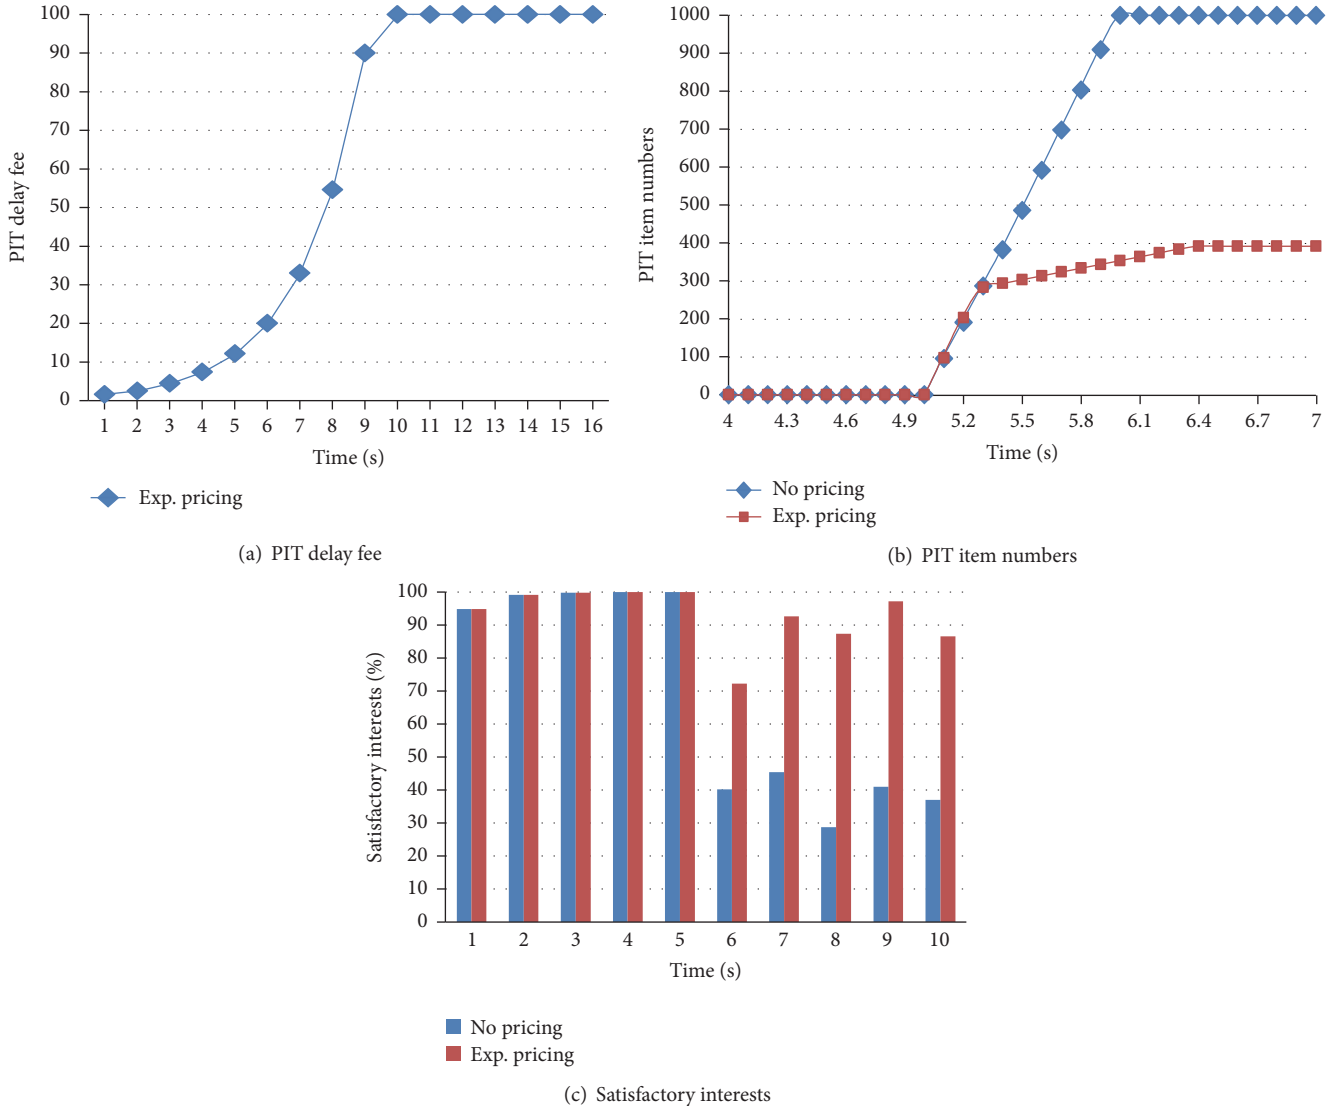 PIT delay fee
100
90
80
70
60
50
40
30
20
10
0
1 2 3 4 5 6 7 8 9 10 11 12 13 14 15 16
Time (s)
Exp. pricing
(a) PIT delay fee
PIT item numbers
1000
900
800
700
600
500
400
300
200
100
0
4 4.3 4.6 4.9 5.2 5.5 5.8 6.1 6.4 6.7 7
Time (s)
No pricing
Exp. pricing
(b) PIT item numbers
Satisfactory interests (%)
100
90
80
70
60
50
40
30
20
10
0
1 2 3 4 5 6 7 8 9 10
Time (s)
No pricing
Exp. pricing
(c) Satisfactory interests